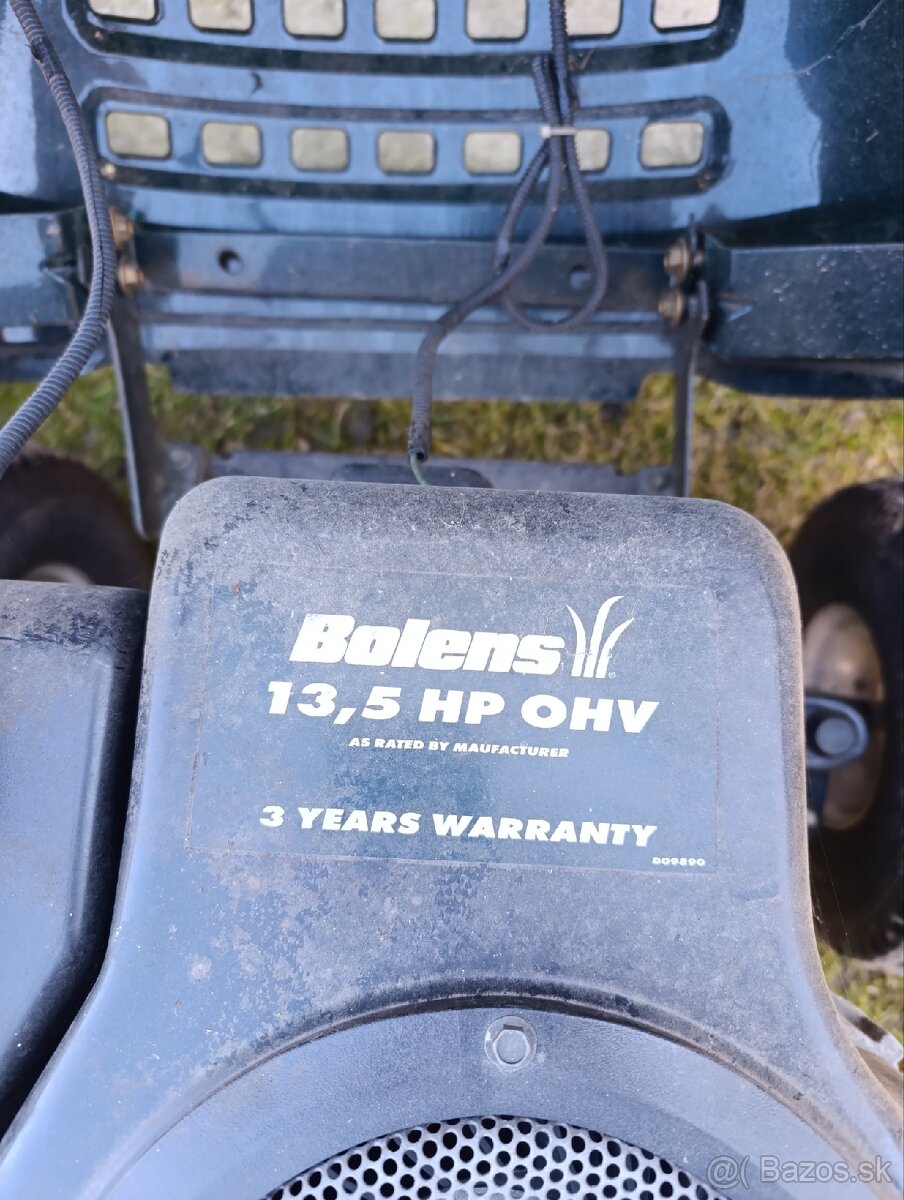 Bolens
13,5 HP OHV
AS RATED BY MAUFACTURER
3 YEARS WARRANTY
D09890
@( Bazos.sk